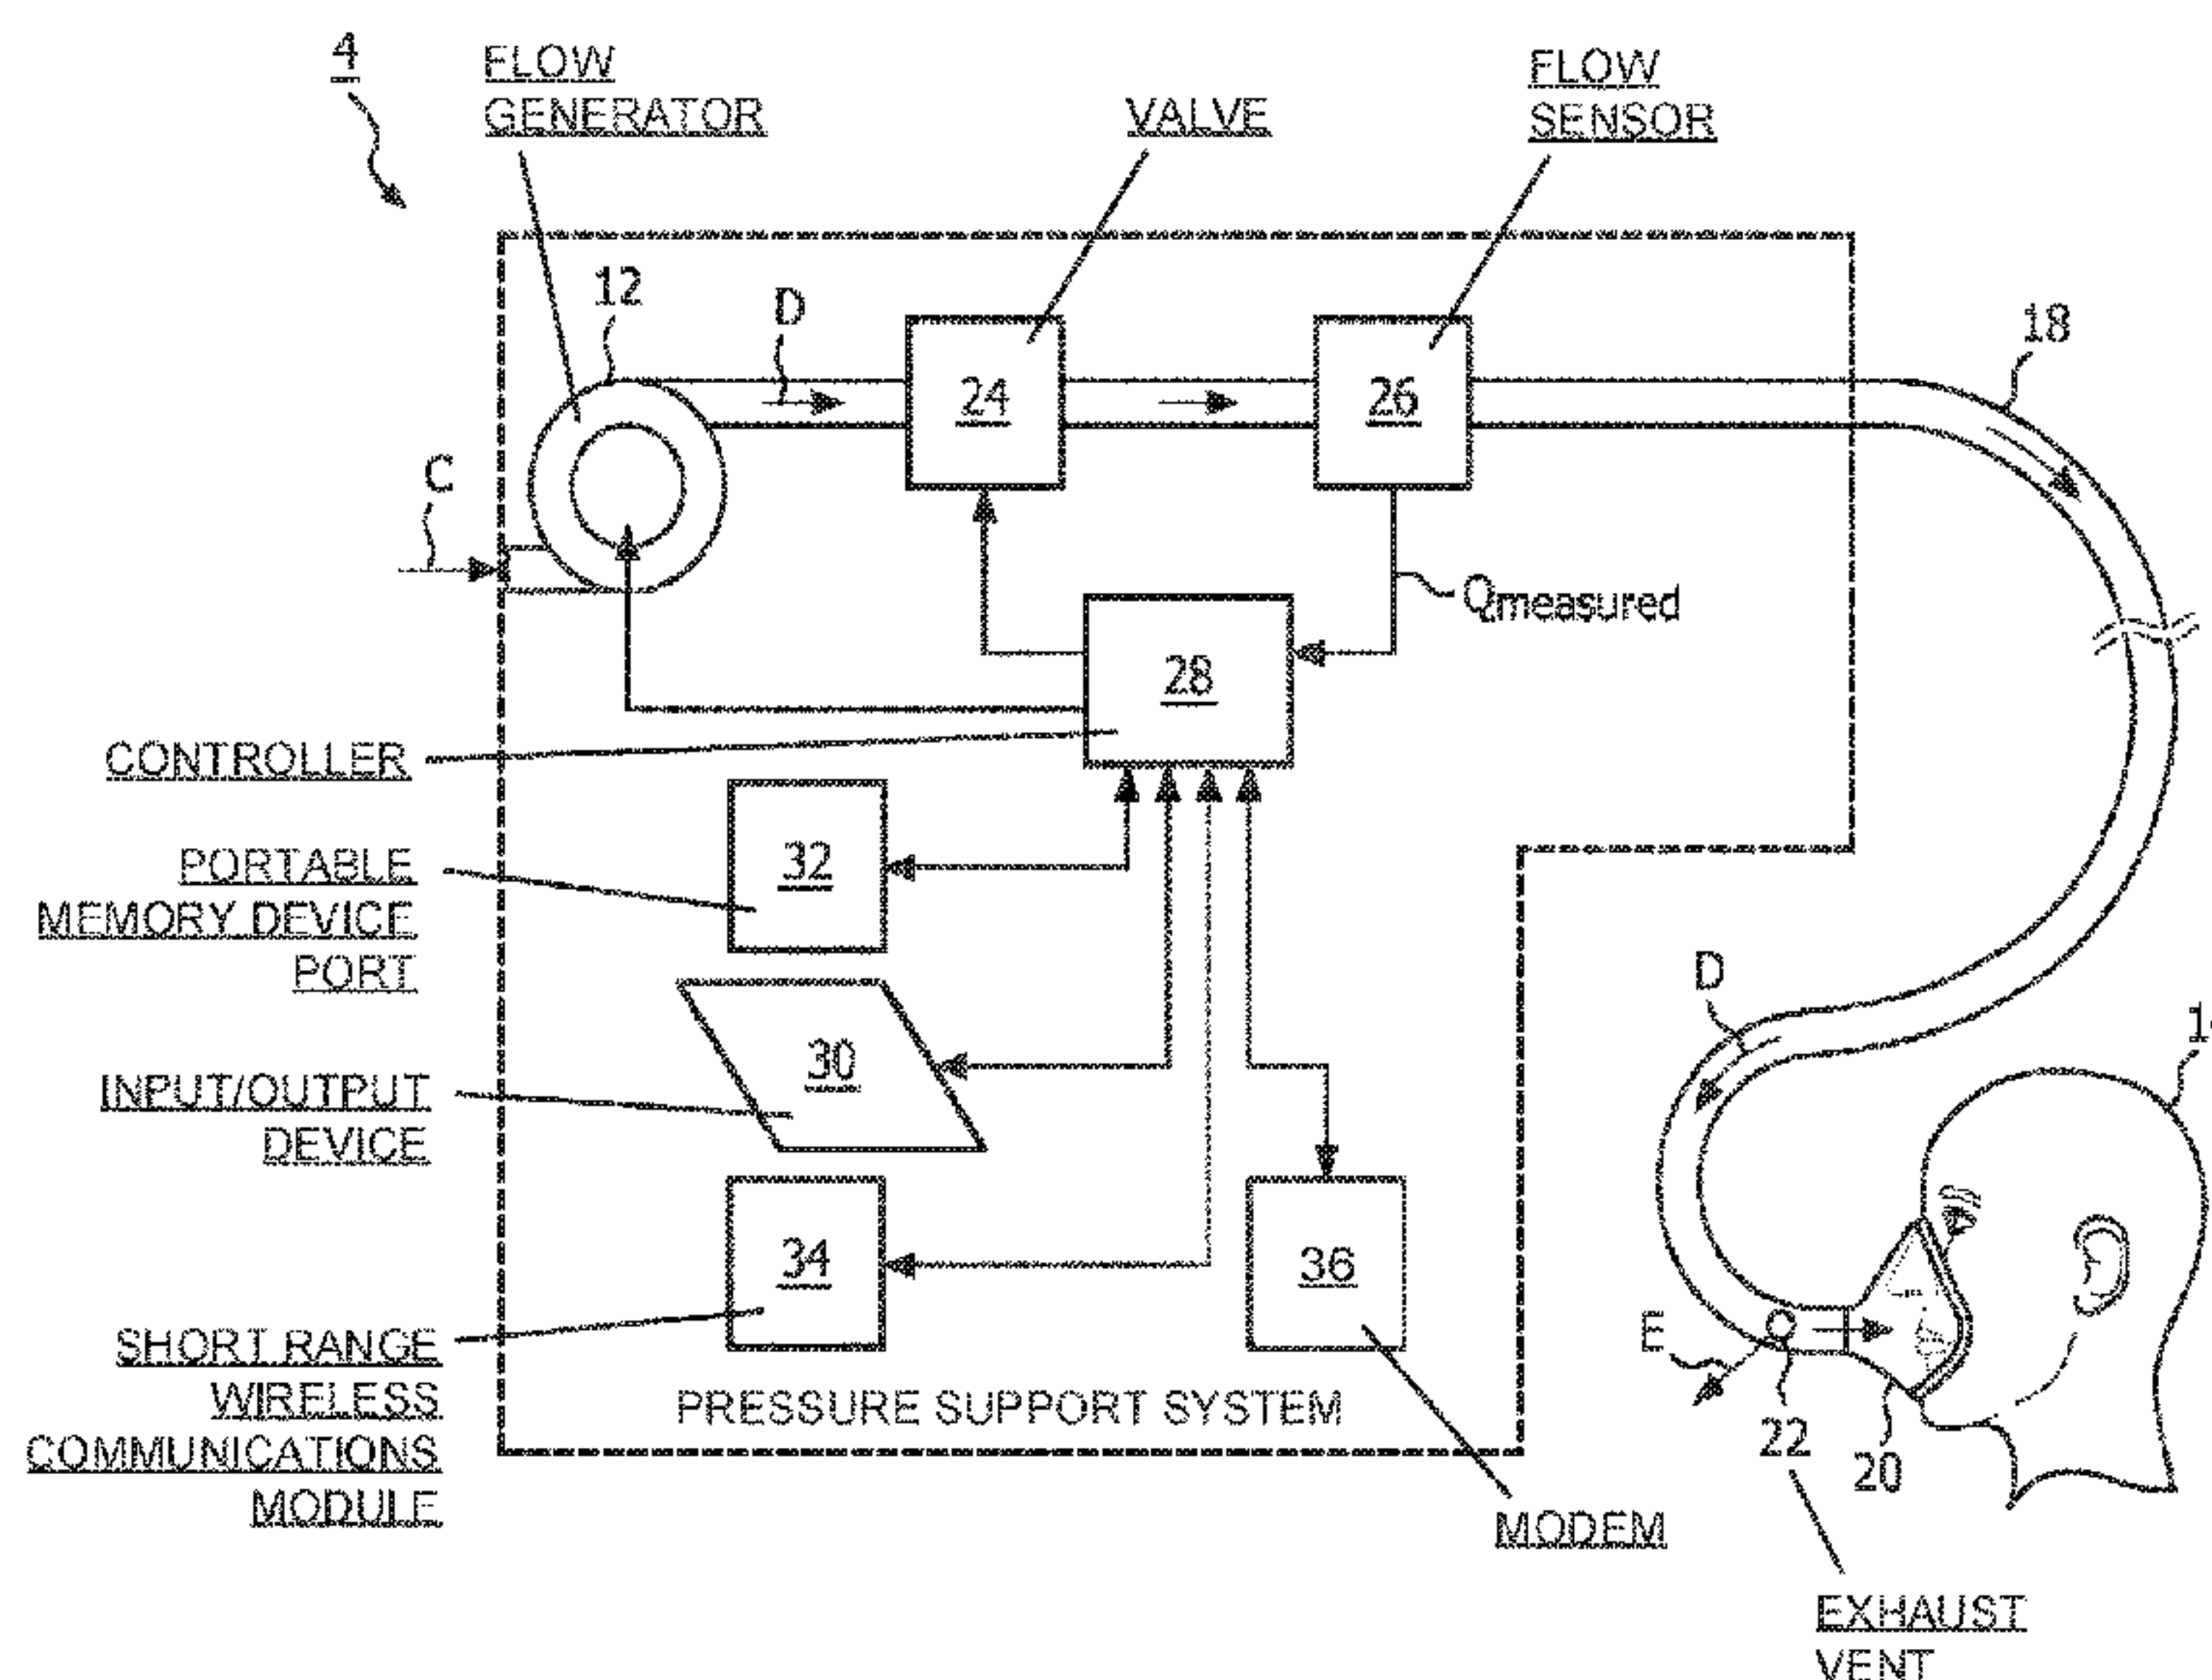 4
FLOW
GENERATOR
VALVE
FLOW
SENSOR
12
D
18
24
26
C
Qmeasured
28
CONTROLLER
32
PORTABLE
MEMORY DEVICE
PORT
D
30
INPUT/OUTPUT
DEVICE
34
36
E
SHORT RANGE
WIRELESS
COMMUNICATIONS
MODULE
PRESSURE SUPPORT SYSTEM
22
20
MODEM
EXHAUST
VENT